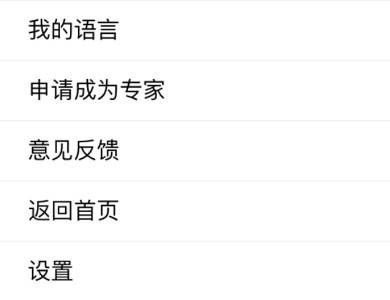 我的语言
申请成为专家
意见反馈
返回首页
设置